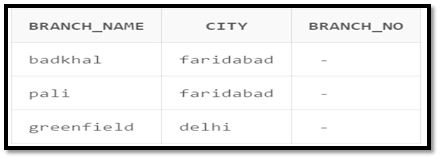 BRANCH_NAME CITY BRANCH_NO
badkhal faridabad -
pali faridabad -
greenfield delhi -